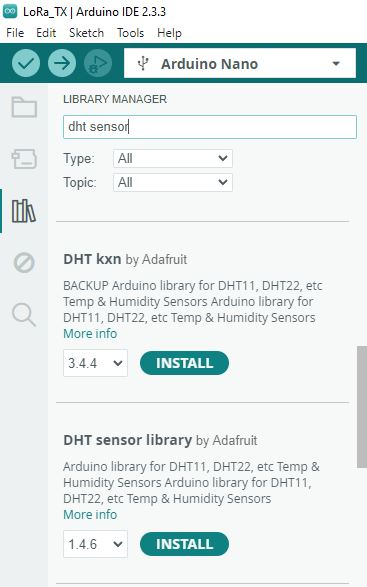 LoRa_TX | Arduino IDE 2.3.3
File Edit Sketch Tools Help
Arduino Nano
LIBRARY MANAGER
dht sensor
Type: All
Topic: All
DHT kxn by Adafruit
BACKUP Arduino library for DHT11, DHT22, etc
Temp & Humidity Sensors Arduino library for
DHT11, DHT22, etc Temp & Humidity Sensors
More info
3.4.4 INSTALL
DHT sensor library by Adafruit
Arduino library for DHT11, DHT22, etc Temp &
Humidity Sensors Arduino library for DHT11,
DHT22, etc Temp & Humidity Sensors
More info
1.4.6 INSTALL